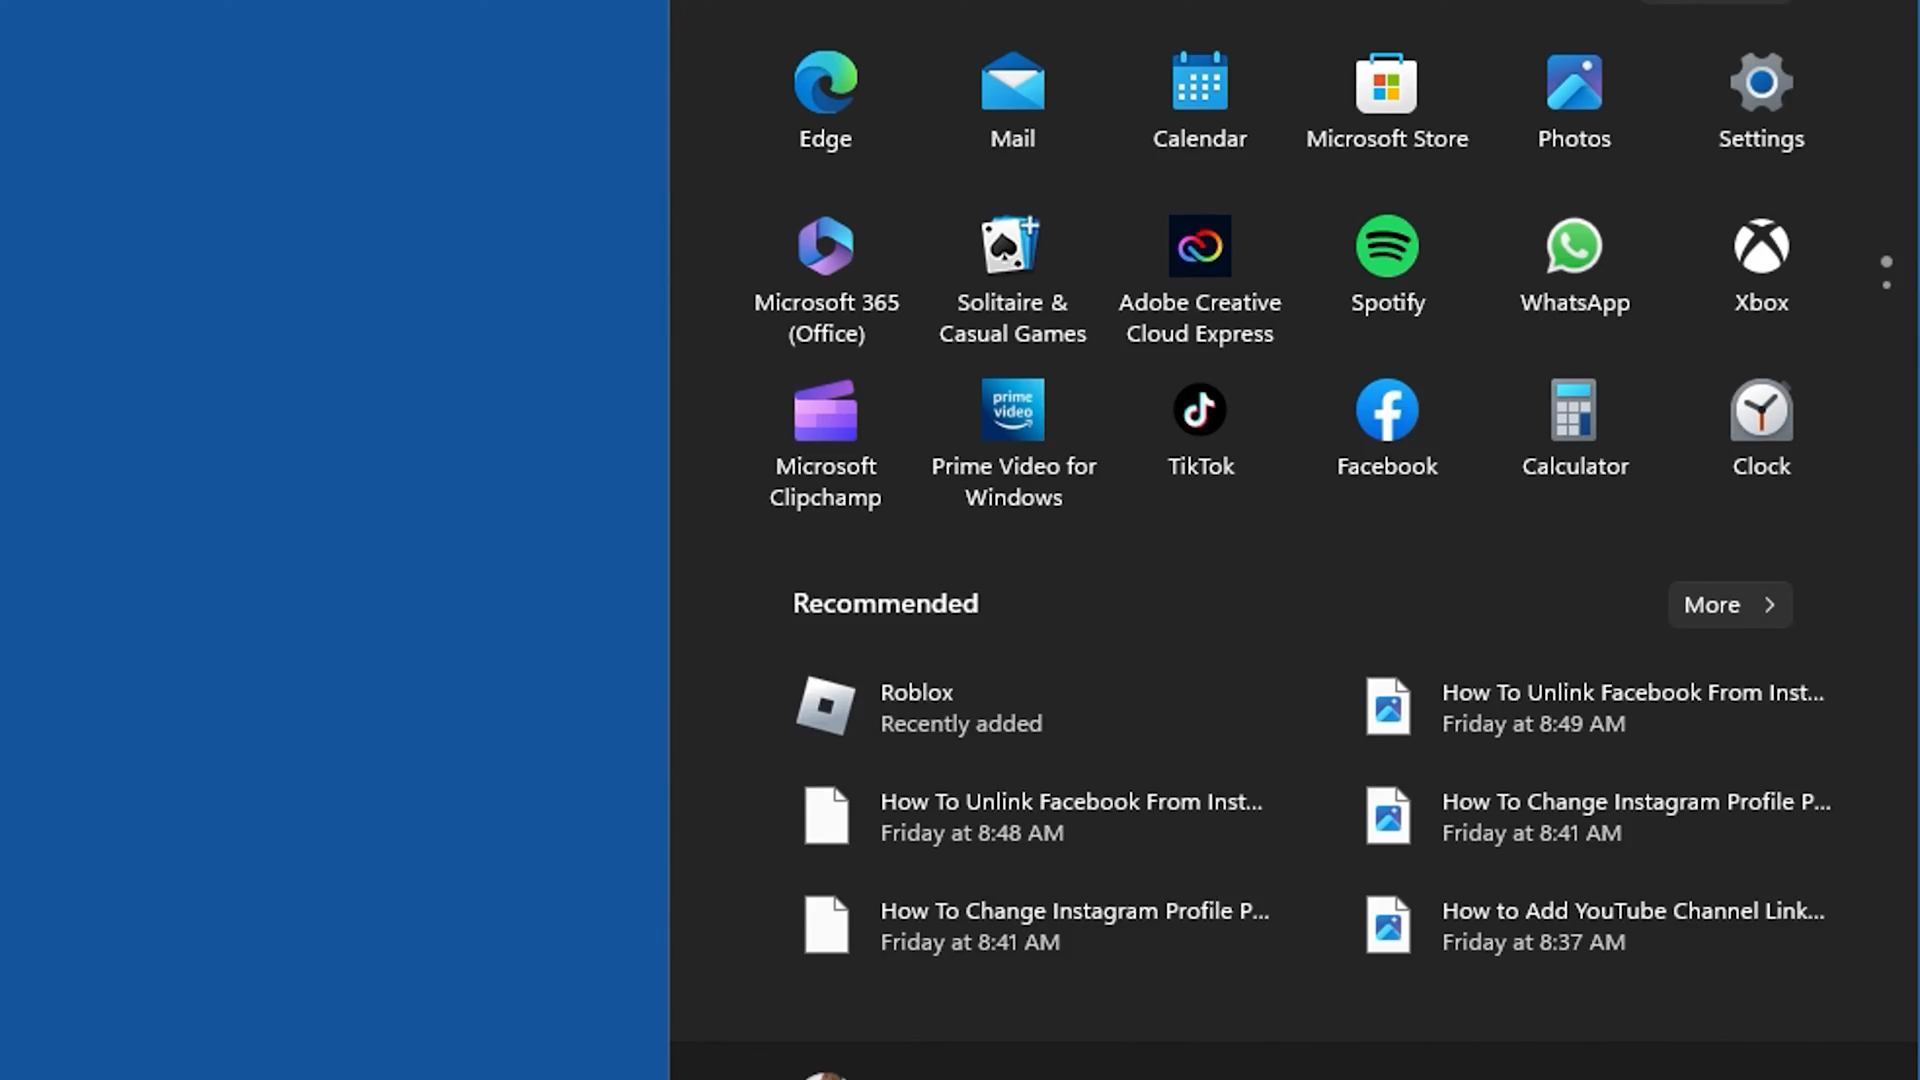 Edge
Mail
Calendar
Microsoft Store
Photos
Settings
Microsoft 365
(Office)
Solitaire &
Casual Games
Adobe Creative
Cloud Express
Spotify
WhatsApp
Xbox
Microsoft
Clipchamp
prime
video
Prime Video for
Windows
TikTok
Facebook
Calculator
Clock
Recommended
More
Roblox
Recently added
How To Unlink Facebook From Inst...
Friday at 8:49 AM
How To Unlink Facebook From Inst...
Friday at 8:48 AM
How To Change Instagram Profile P...
Friday at 8:41 AM
How To Change Instagram Profile P...
Friday at 8:41 AM
How to Add YouTube Channel Link...
Friday at 8:37 AM